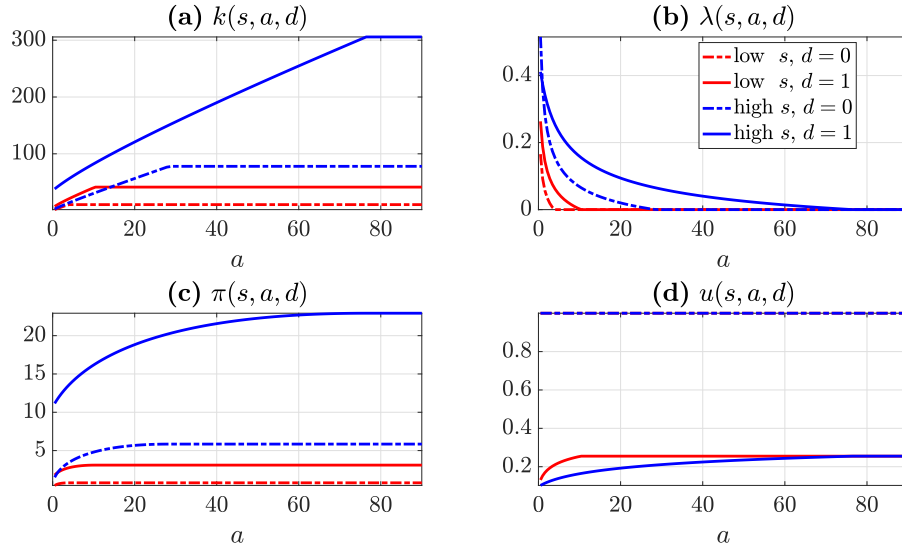 (a) k(s, a, d)
300
200
100
0 20 40 60 80
a
(b) λ(s, a, d)
0.4
0.2
0
0 20 40 60 80
a
low s, d = 0
low s, d = 1
high s, d = 0
high s, d = 1
(c) π(s, a, d)
20
15
10
5
0 20 40 60 80
a
(d) u(s, a, d)
0.8
0.6
0.4
0.2
0 20 40 60 80
a